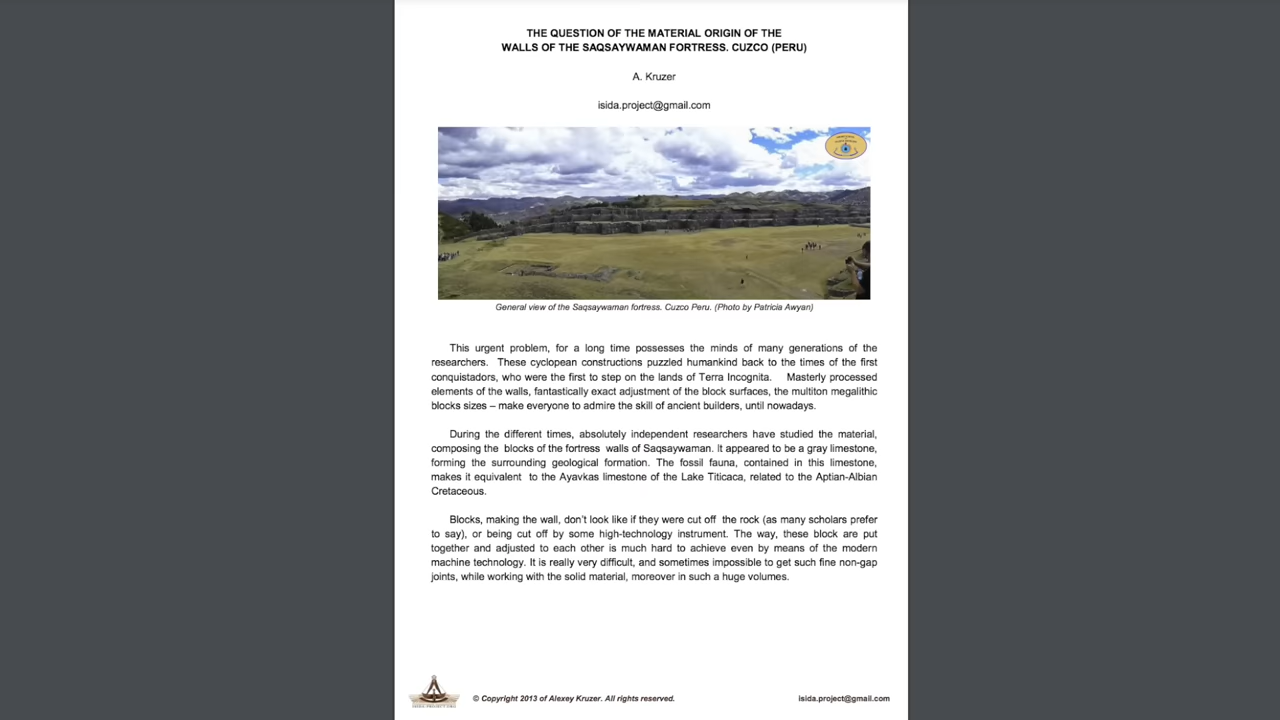 THE QUESTION OF THE MATERIAL ORIGIN OF THE
WALLS OF THE SAQSAYWAMAN FORTRESS. CUZCO (PERU)
A. Kruzer
isida.project@gmail.com
General view of the Saqsaywaman fortress. Cuzco Peru. (Photo by Patricia Awyan)
This urgent problem, for a long time possesses the minds of many generations of the
researchers. These cyclopean constructions puzzled humankind back to the times of the first
conquistadors, who were the first to step on the lands of Terra Incognita. Masterly processed
elements of the walls, fantastically exact adjustment of the block surfaces, the multiton megalithic
blocks sizes – make everyone to admire the skill of ancient builders, until nowadays.
During the different times, absolutely independent researchers have studied the material,
composing the blocks of the fortress walls of Saqsaywaman. It appeared to be a gray limestone,
forming the surrounding geological formation. The fossil fauna, contained in this limestone,
makes it equivalent to the Ayavkas limestone of the Lake Titicaca, related to the Aptian-Albian
Cretaceous.
Blocks, making the wall, don't look like if they were cut off the rock (as many scholars prefer
to say), or being cut off by some high-technology instrument. The way, these block are put
together and adjusted to each other is much hard to achieve even by means of the modern
machine technology. It is really very difficult, and sometimes impossible to get such fine non-gap
joints, while working with the solid material, moreover in such a huge volumes.
© Copyright 2013 of Alexey Kruzer. All rights reserved.
isida.project@gmail.com